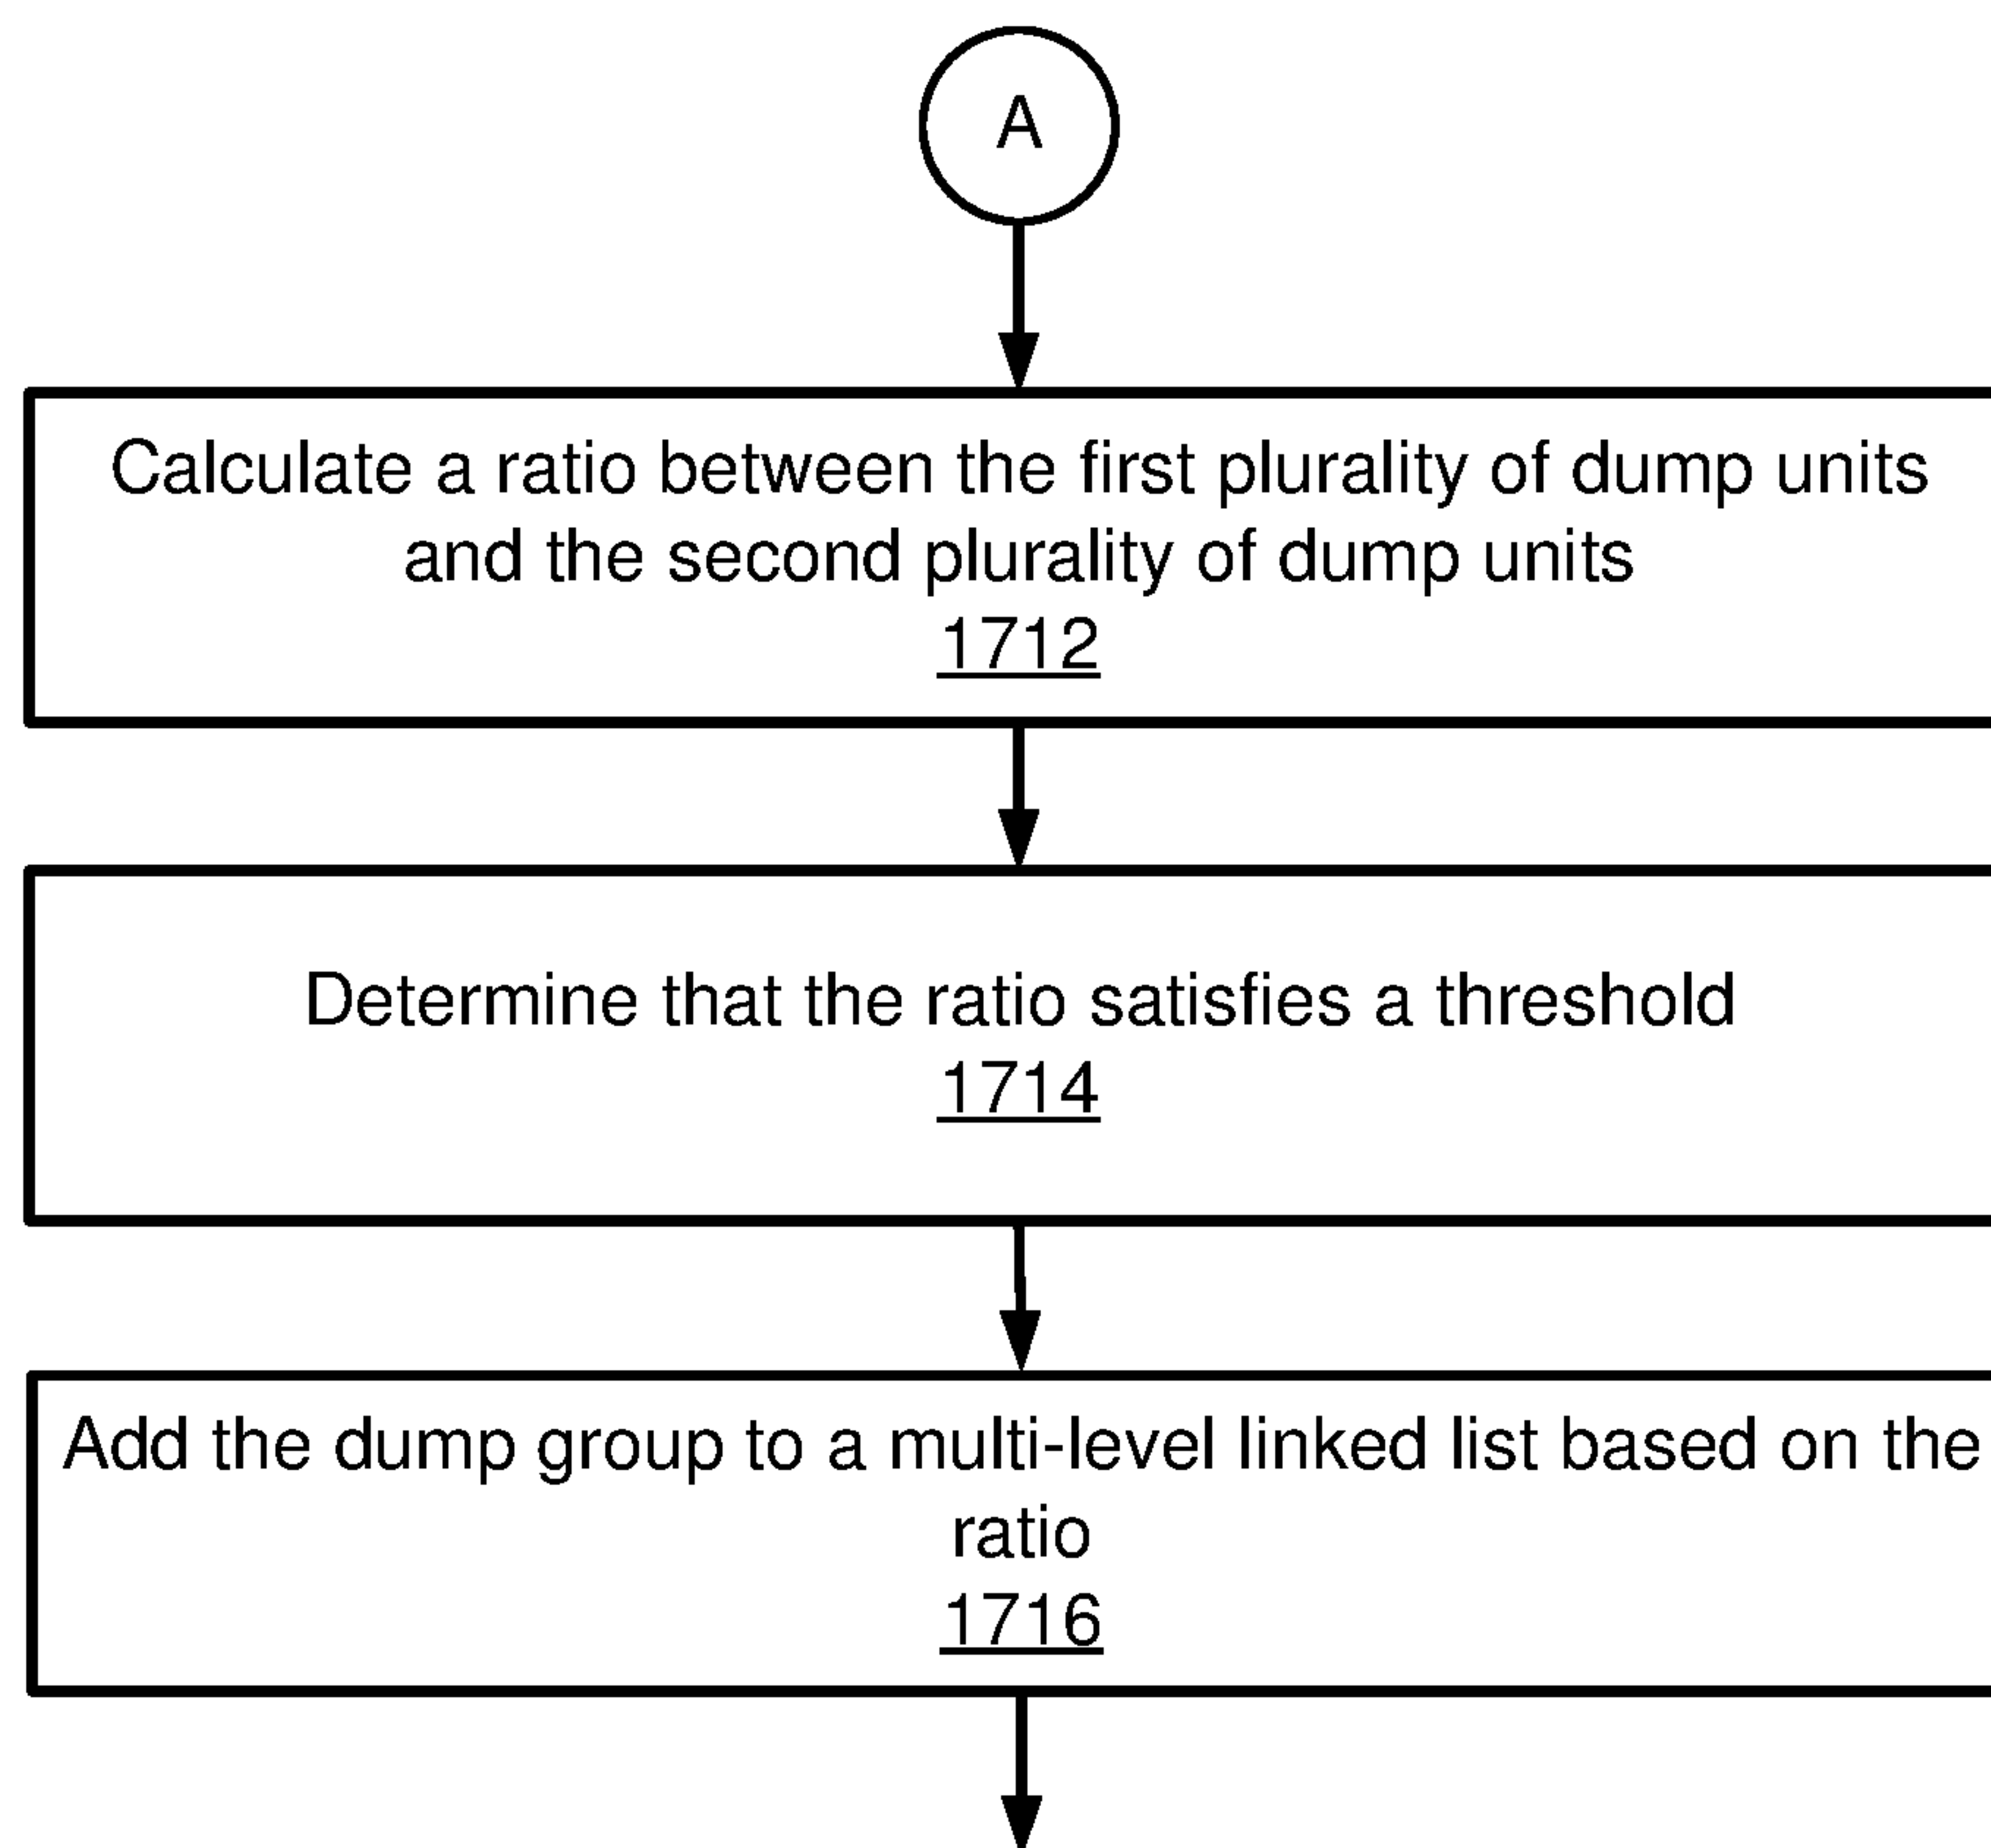 A
Calculate a ratio between the first plurality of dump units
and the second plurality of dump units
1712
Determine that the ratio satisfies a threshold
1714
Add the dump group to a multi-level linked list based on the
ratio
1716